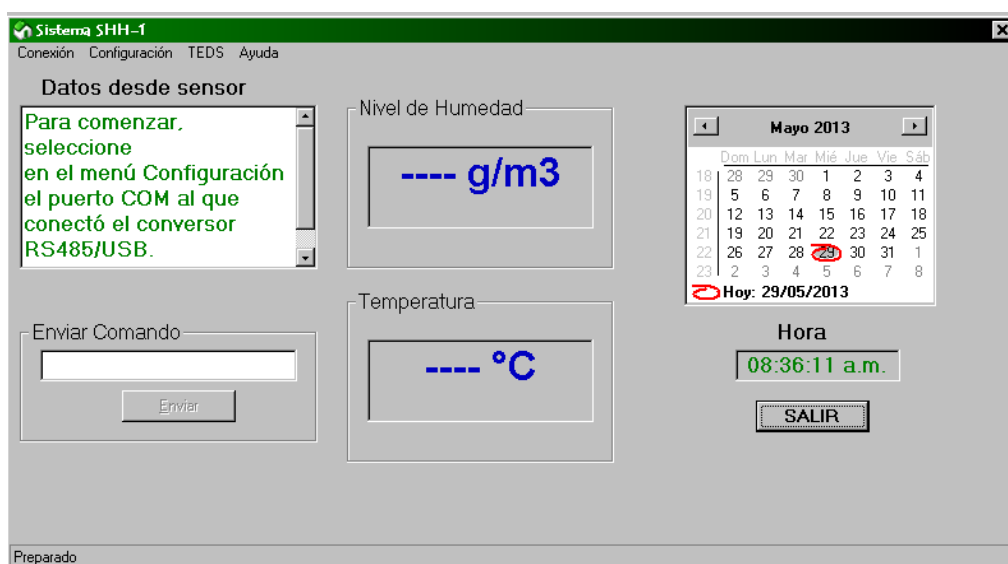 Sistema SHH-1
Conexión Configuración TEDS Ayuda
Datos desde sensor
Para comenzar,
seleccione
en el menú Configuración
el puerto COM al que
conectó el conversor
RS485/USB.
Enviar Comando
Enviar
Nivel de Humedad
---- g/m3
Temperatura
---- °C
Mayo 2013
Dom Lun Mar Mié Jue Vie Sáb
18 28 29 30 1 2 3 4
19 5 6 7 8 9 10 11
20 12 13 14 15 16 17 18
21 19 20 21 22 23 24 25
22 26 27 28 29 30 31 1
23 2 3 4 5 6 7 8
Hoy: 29/05/2013
Hora
08:36:11 a.m.
SALIR
Preparado